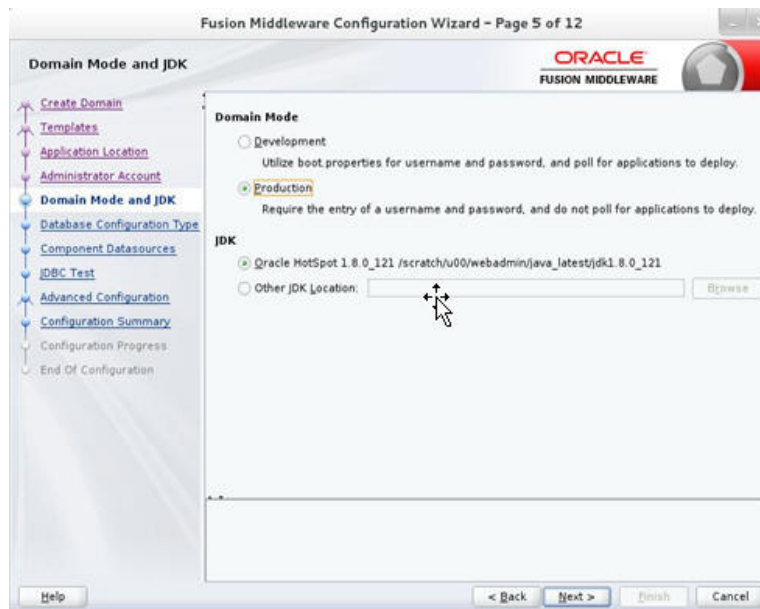 Fusion Middleware Configuration Wizard - Page 5 of 12
Domain Mode and JDK
ORACLE
FUSION MIDDLEWARE
Create Domain
Templates
Application Location
Administrator Account
Domain Mode and JDK
Database Configuration Type
Component Datasources
JDBC Test
Advanced Configuration
Configuration Summary
Configuration Progress
End Of Configuration
Domain Mode
Development
Utilize boot.properties for username and password, and poll for applications to deploy.
Production
Require the entry of a username and password, and do not poll for applications to deploy.
JDK
Oracle HotSpot 1.8.0_121 /scratch/u00/webadmin/java_latest/jdk1.8.0_121
Other JDK Location:
Browse
Help
< Back
Next >
Finish
Cancel